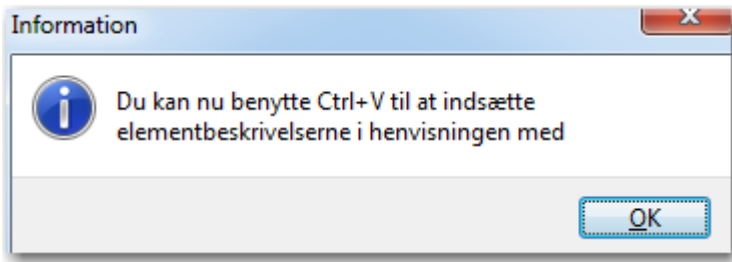 Information
Du kan nu benytte Ctrl+V til at indsætte
elementbeskrivelserne i henvisningen med
OK